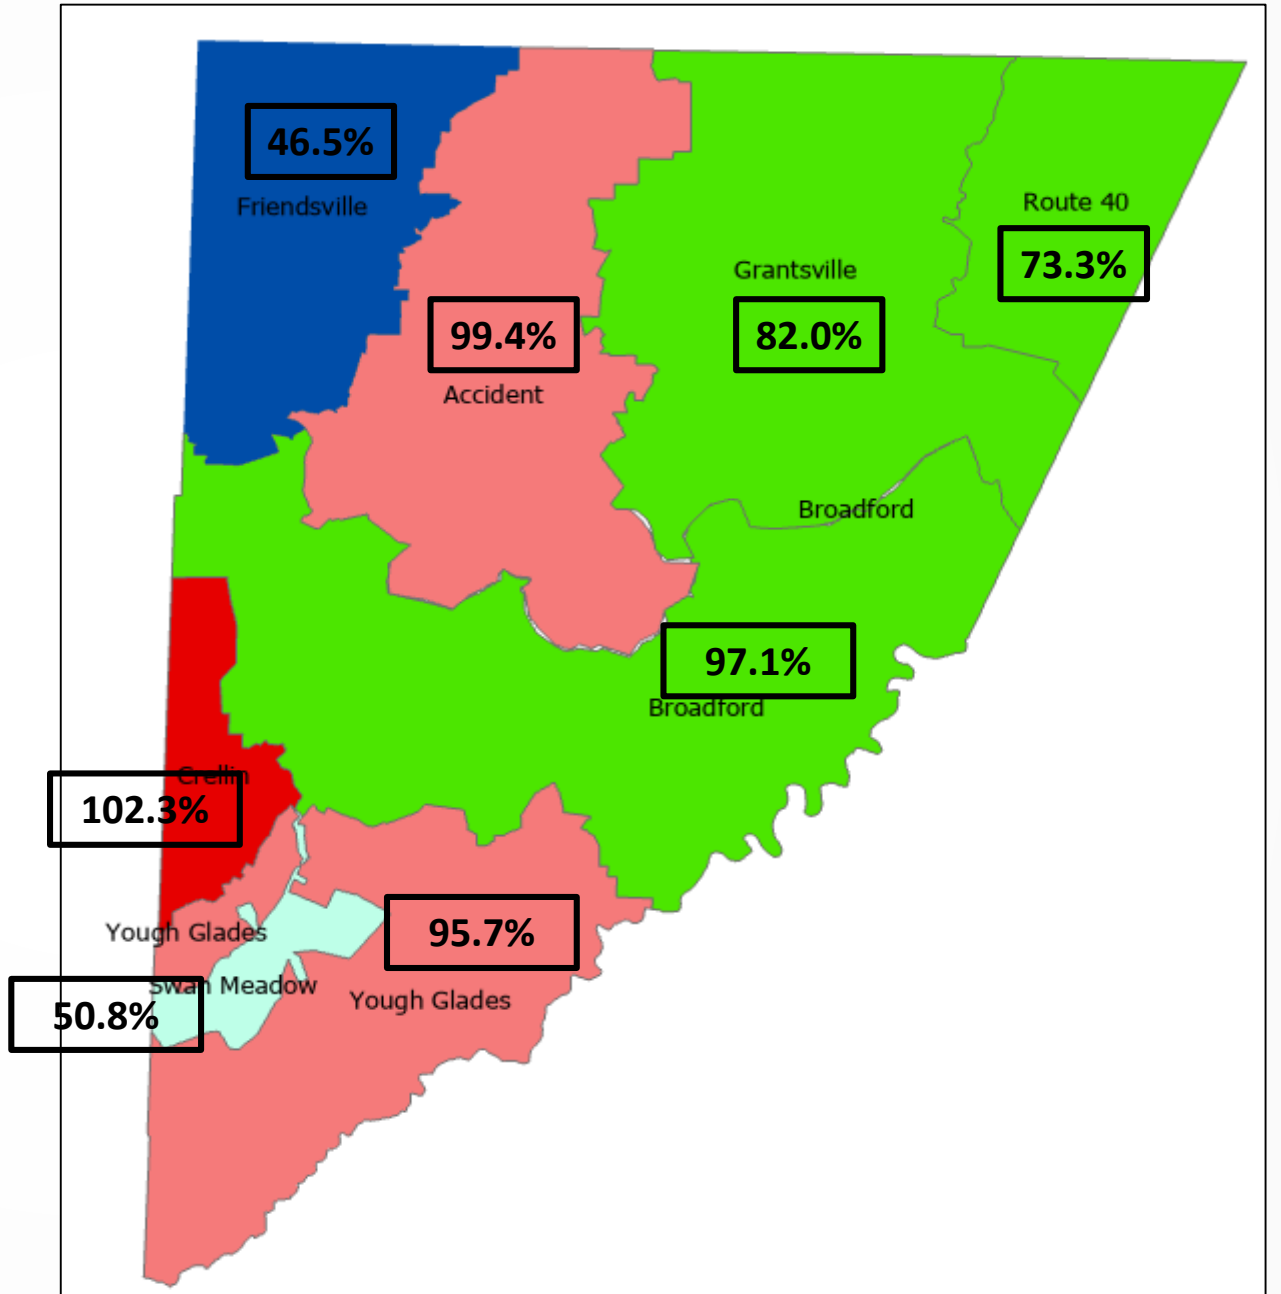 46.5%
Friendsville
Route 40
73.3%
Grantsville
82.0%
99.4%
Accident
Broadford
97.1%
Broadford
Crellin
102.3%
Yough Glades
95.7%
Swan Meadow
50.8%
Yough Glades